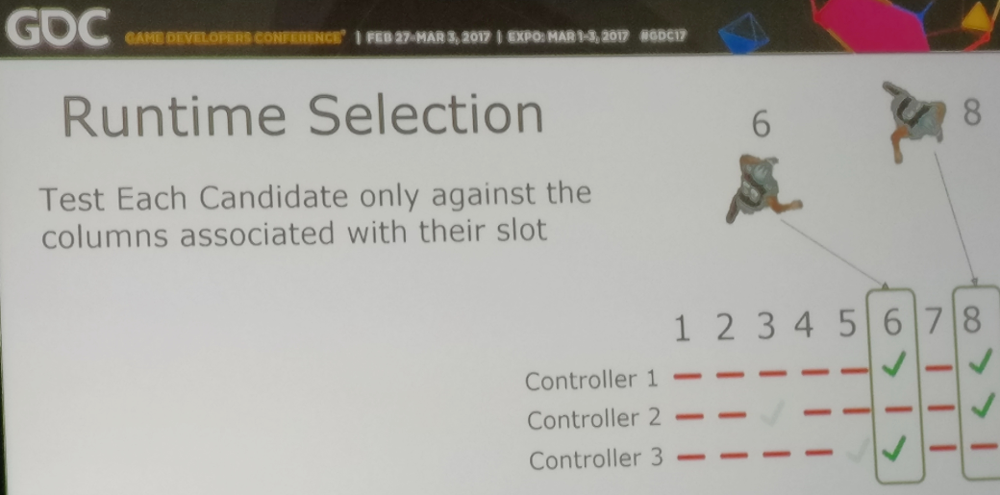 GDC GAME DEVELOPERS CONFERENCE® | FEB 27-MAR 3, 2017 | EXPO: MAR 1-3, 2017 #GDC17
Runtime Selection
6
8
Test Each Candidate only against the
columns associated with their slot
1 2 3 4 5 6 7 8
Controller 1
Controller 2
Controller 3